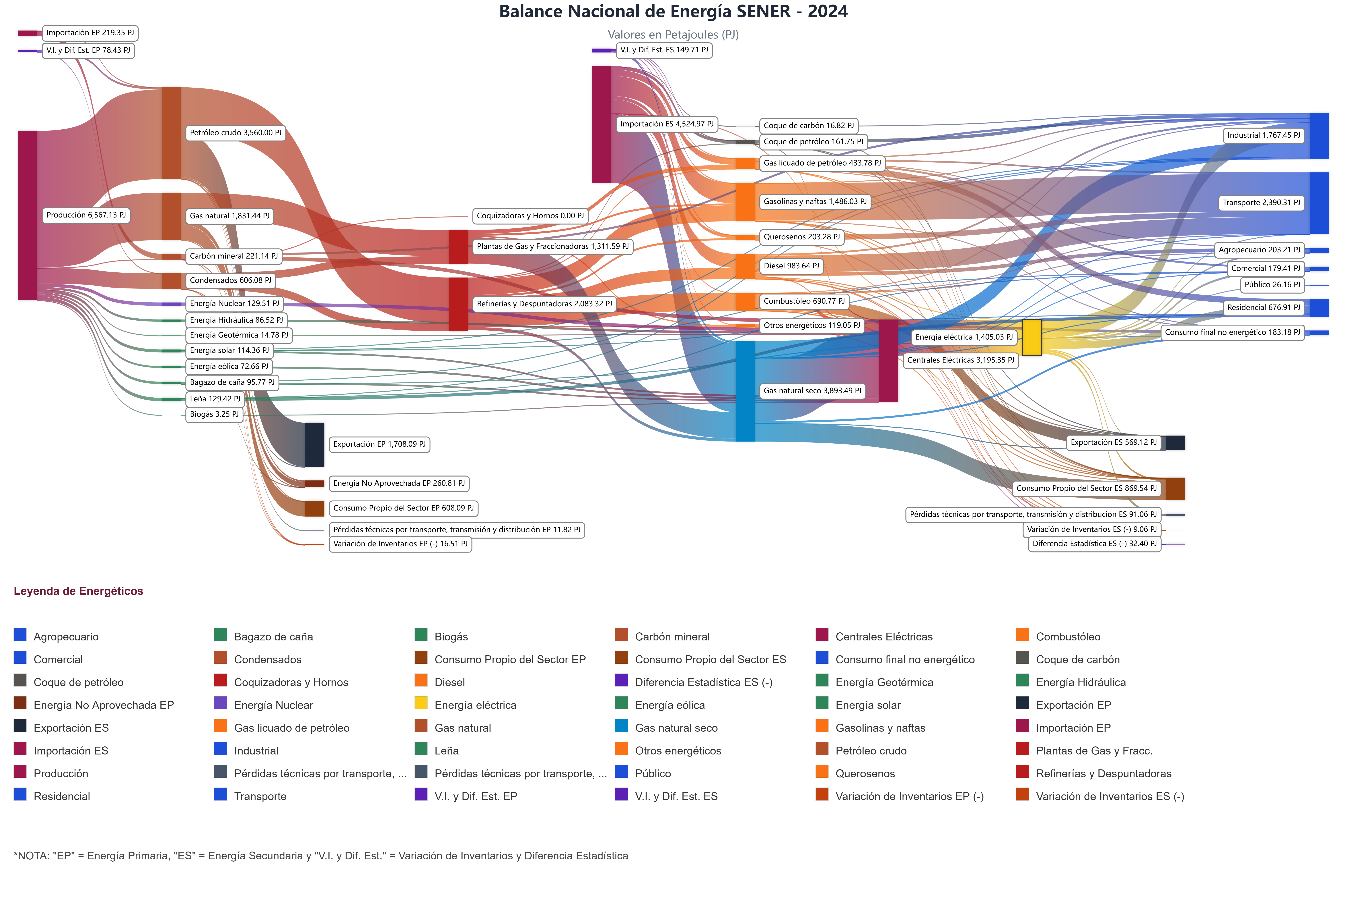 Balance Nacional de Energía SENER - 2024
Valores en Petajoules (PJ)
Importación EP 219.35 PJ
V.I. y Dif. Est. EP 78.43 PJ
V.I. y Dif. Est. ES 149.71 PJ
Petróleo crudo 3,560.00 PJ
Importación ES 4,524.97 PJ
Coque de carbón 16.82 PJ
Coque de petróleo 161.75 PJ
Industrial 1,767.45 PJ
Gas licuado de petróleo 433.78 PJ
Producción 6,567.13 PJ
Gas natural 1,831.44 PJ
Coquizadoras y Hornos 0.00 PJ
Gasolinas y naftas 1,486.03 PJ
Transporte 2,390.31 PJ
Carbón mineral 221.14 PJ
Plantas de Gas y Fraccionadoras 1,311.59 PJ
Querosenos 203.28 PJ
Agropecuario 203.21 PJ
Condensados 606.08 PJ
Diesel 983.64 PJ
Comercial 179.41 PJ
Público 26.16 PJ
Energía Nuclear 129.51 PJ
Refinerías y Despuntadoras 2,083.32 PJ
Combustóleo 690.77 PJ
Residencial 676.91 PJ
Energía Hidráulica 86.52 PJ
Otros energéticos 119.05 PJ
Consumo final no energético 183.18 PJ
Energía Geotérmica 14.78 PJ
Energía eléctrica 1,405.03 PJ
Energía solar 114.36 PJ
Centrales Eléctricas 3,195.35 PJ
Energía eólica 72.66 PJ
Bagazo de caña 95.77 PJ
Gas natural seco 3,893.49 PJ
Leña 129.42 PJ
Biogás 3.25 PJ
Exportación EP 1,708.09 PJ
Exportación ES 569.12 PJ
Energía No Aprovechada EP 260.81 PJ
Consumo Propio del Sector ES 869.54 PJ
Consumo Propio del Sector EP 608.09 PJ
Pérdidas técnicas por transporte, transmisión y distribución ES 91.06 PJ
Pérdidas técnicas por transporte, transmisión y distribución EP 11.82 PJ
Variación de Inventarios ES (-) 9.06 PJ
Variación de Inventarios EP (-) 16.51 PJ
Diferencia Estadística ES (-) 32.40 PJ
Leyenda de Energéticos
Agropecuario
Bagazo de caña
Biogás
Carbón mineral
Centrales Eléctricas
Combustóleo
Comercial
Condensados
Consumo Propio del Sector EP
Consumo Propio del Sector ES
Consumo final no energético
Coque de carbón
Coque de petróleo
Coquizadoras y Hornos
Diesel
Diferencia Estadística ES (-)
Energía Geotérmica
Energía Hidráulica
Energía No Aprovechada EP
Energía Nuclear
Energía eléctrica
Energía eólica
Energía solar
Exportación EP
Exportación ES
Gas licuado de petróleo
Gas natural
Gas natural seco
Gasolinas y naftas
Importación EP
Importación ES
Industrial
Leña
Otros energéticos
Petróleo crudo
Plantas de Gas y Fracc.
Producción
Pérdidas técnicas por transporte, ...
Pérdidas técnicas por transporte, ...
Público
Querosenos
Refinerías y Despuntadoras
Residencial
Transporte
V.I. y Dif. Est. EP
V.I. y Dif. Est. ES
Variación de Inventarios EP (-)
Variación de Inventarios ES (-)
*NOTA: "EP" = Energía Primaria, "ES" = Energía Secundaria y "V.I. y Dif. Est." = Variación de Inventarios y Diferencia Estadística